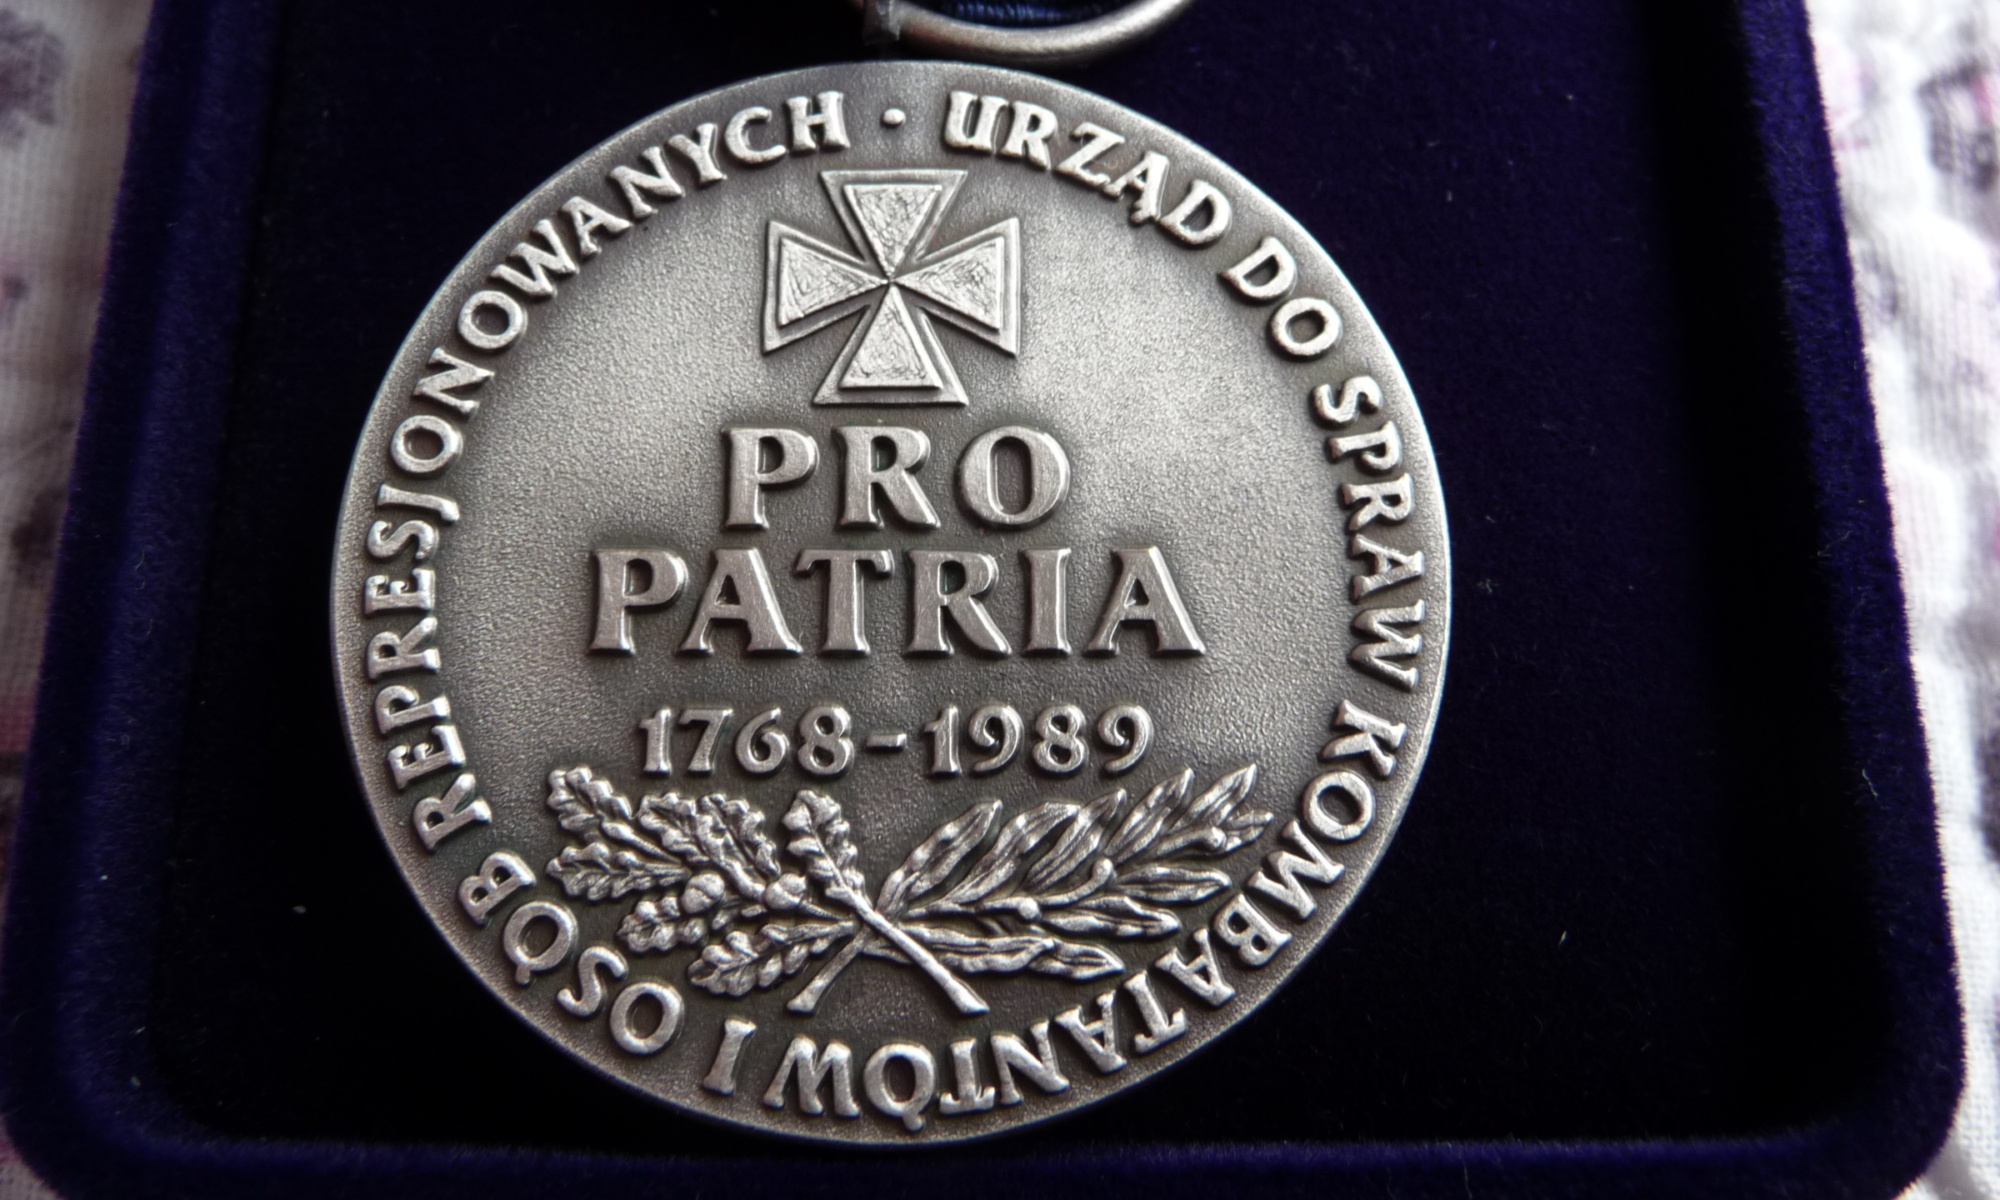 URZĄD DO SPRAW KOMBATANTÓW I OSÓB REPRESJONOWANYCH ·
PRO
PATRIA
1768-1989